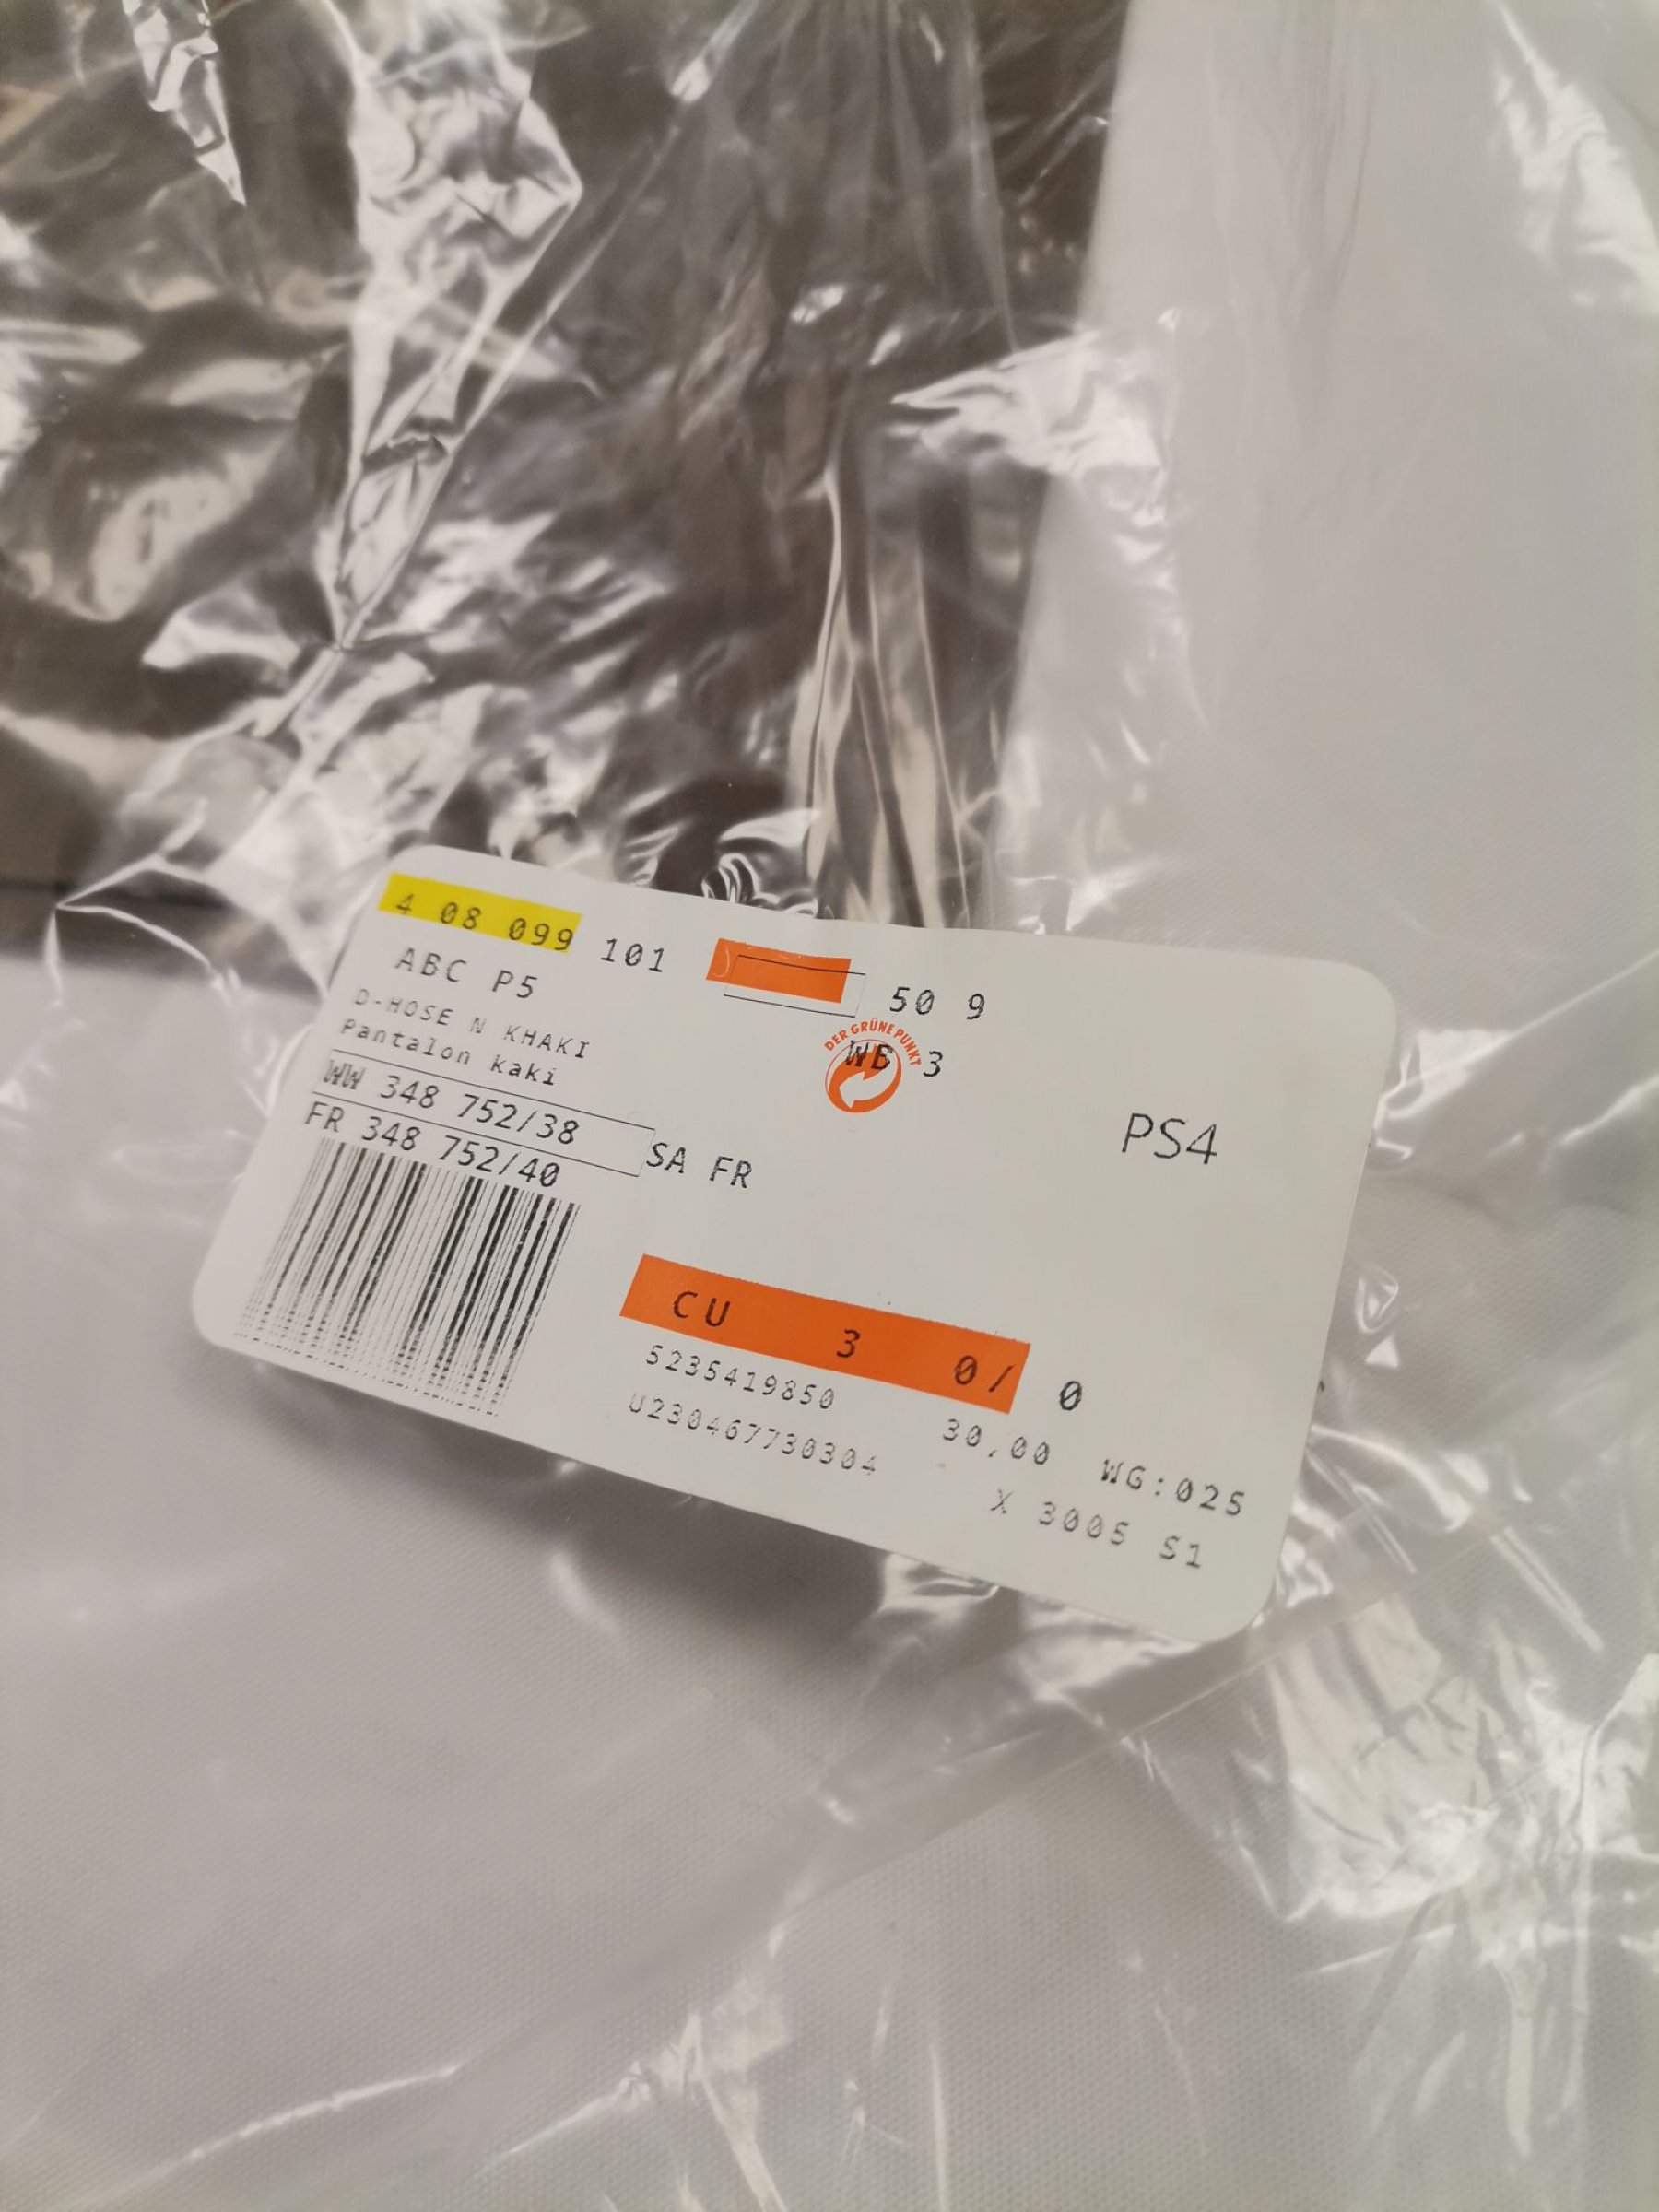 4 08 099 101 50 9
ABC P5
WB 3
D-HOSE N KHAKI
Pantalon kaki
DER GRÜNE PUNKT
WW 348 752/38
FR 348 752/40
SA FR
PS4
CU 3 0/ 0
5235419850 30,00 WG:025
U230467730304 X 3005 S1